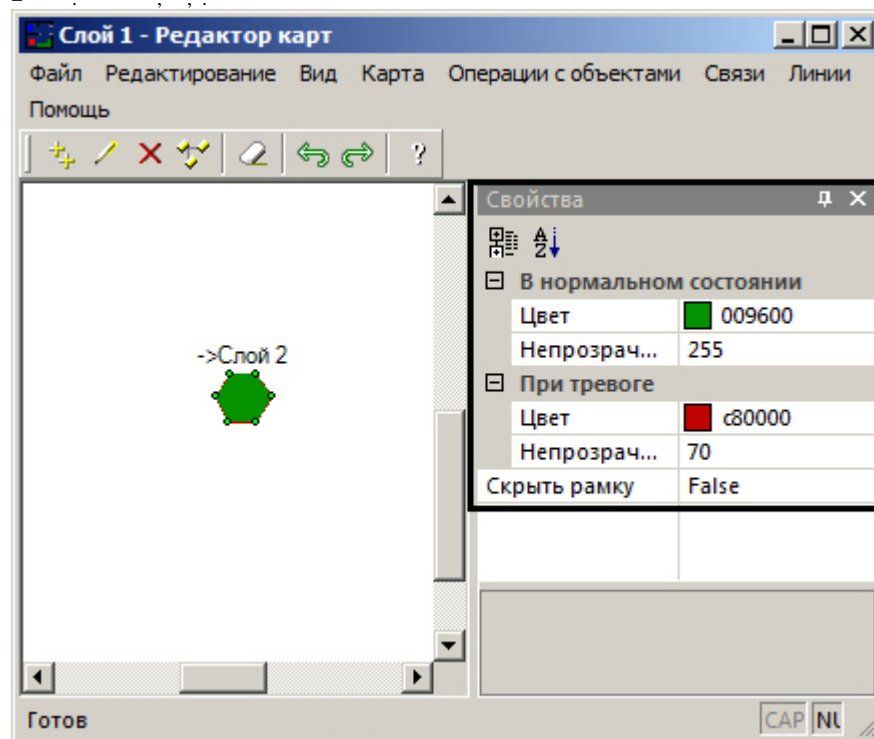 Слой 1 - Редактор карт
Файл Редактирование Вид Карта Операции с объектами Связи Линии
Помощь
?
Свойства
A
Z
В нормальном состоянии
Цвет 009600
Непрозрач... 255
При тревоге
Цвет c80000
Непрозрач... 70
Скрыть рамку False
->Слой 2
Готов CAP